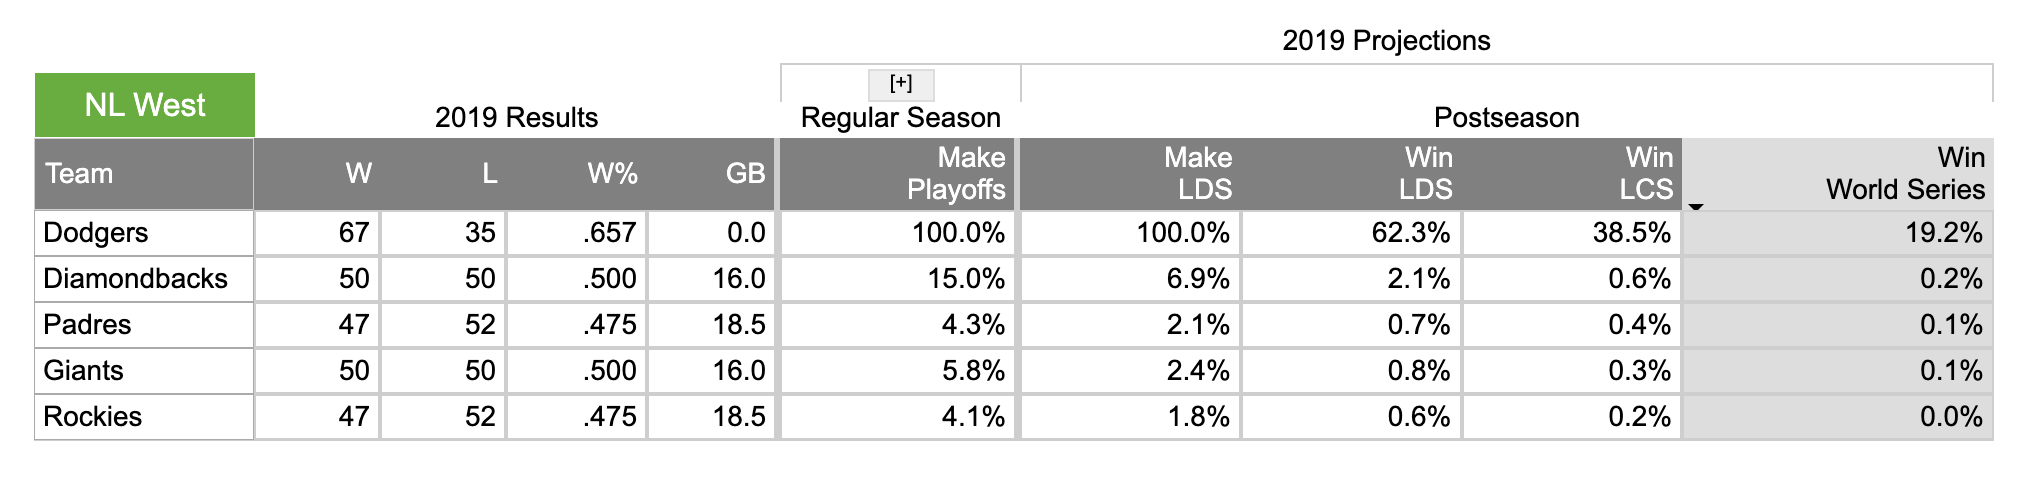 2019 Projections
[+]
NL West 2019 Results Regular Season Postseason
Team W L W% GB Make Playoffs Make LDS Win LDS Win LCS Win World Series
Dodgers 67 35 .657 0.0 100.0% 100.0% 62.3% 38.5% 19.2%
Diamondbacks 50 50 .500 16.0 15.0% 6.9% 2.1% 0.6% 0.2%
Padres 47 52 .475 18.5 4.3% 2.1% 0.7% 0.4% 0.1%
Giants 50 50 .500 16.0 5.8% 2.4% 0.8% 0.3% 0.1%
Rockies 47 52 .475 18.5 4.1% 1.8% 0.6% 0.2% 0.0%